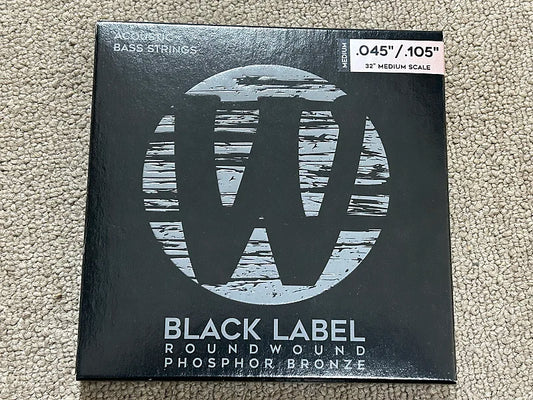 ACOUSTIC
BASS STRINGS
MEDIUM
.045"/.105"
32" MEDIUM SCALE
W
BLACK LABEL
ROUNDWOUND
PHOSPHOR BRONZE